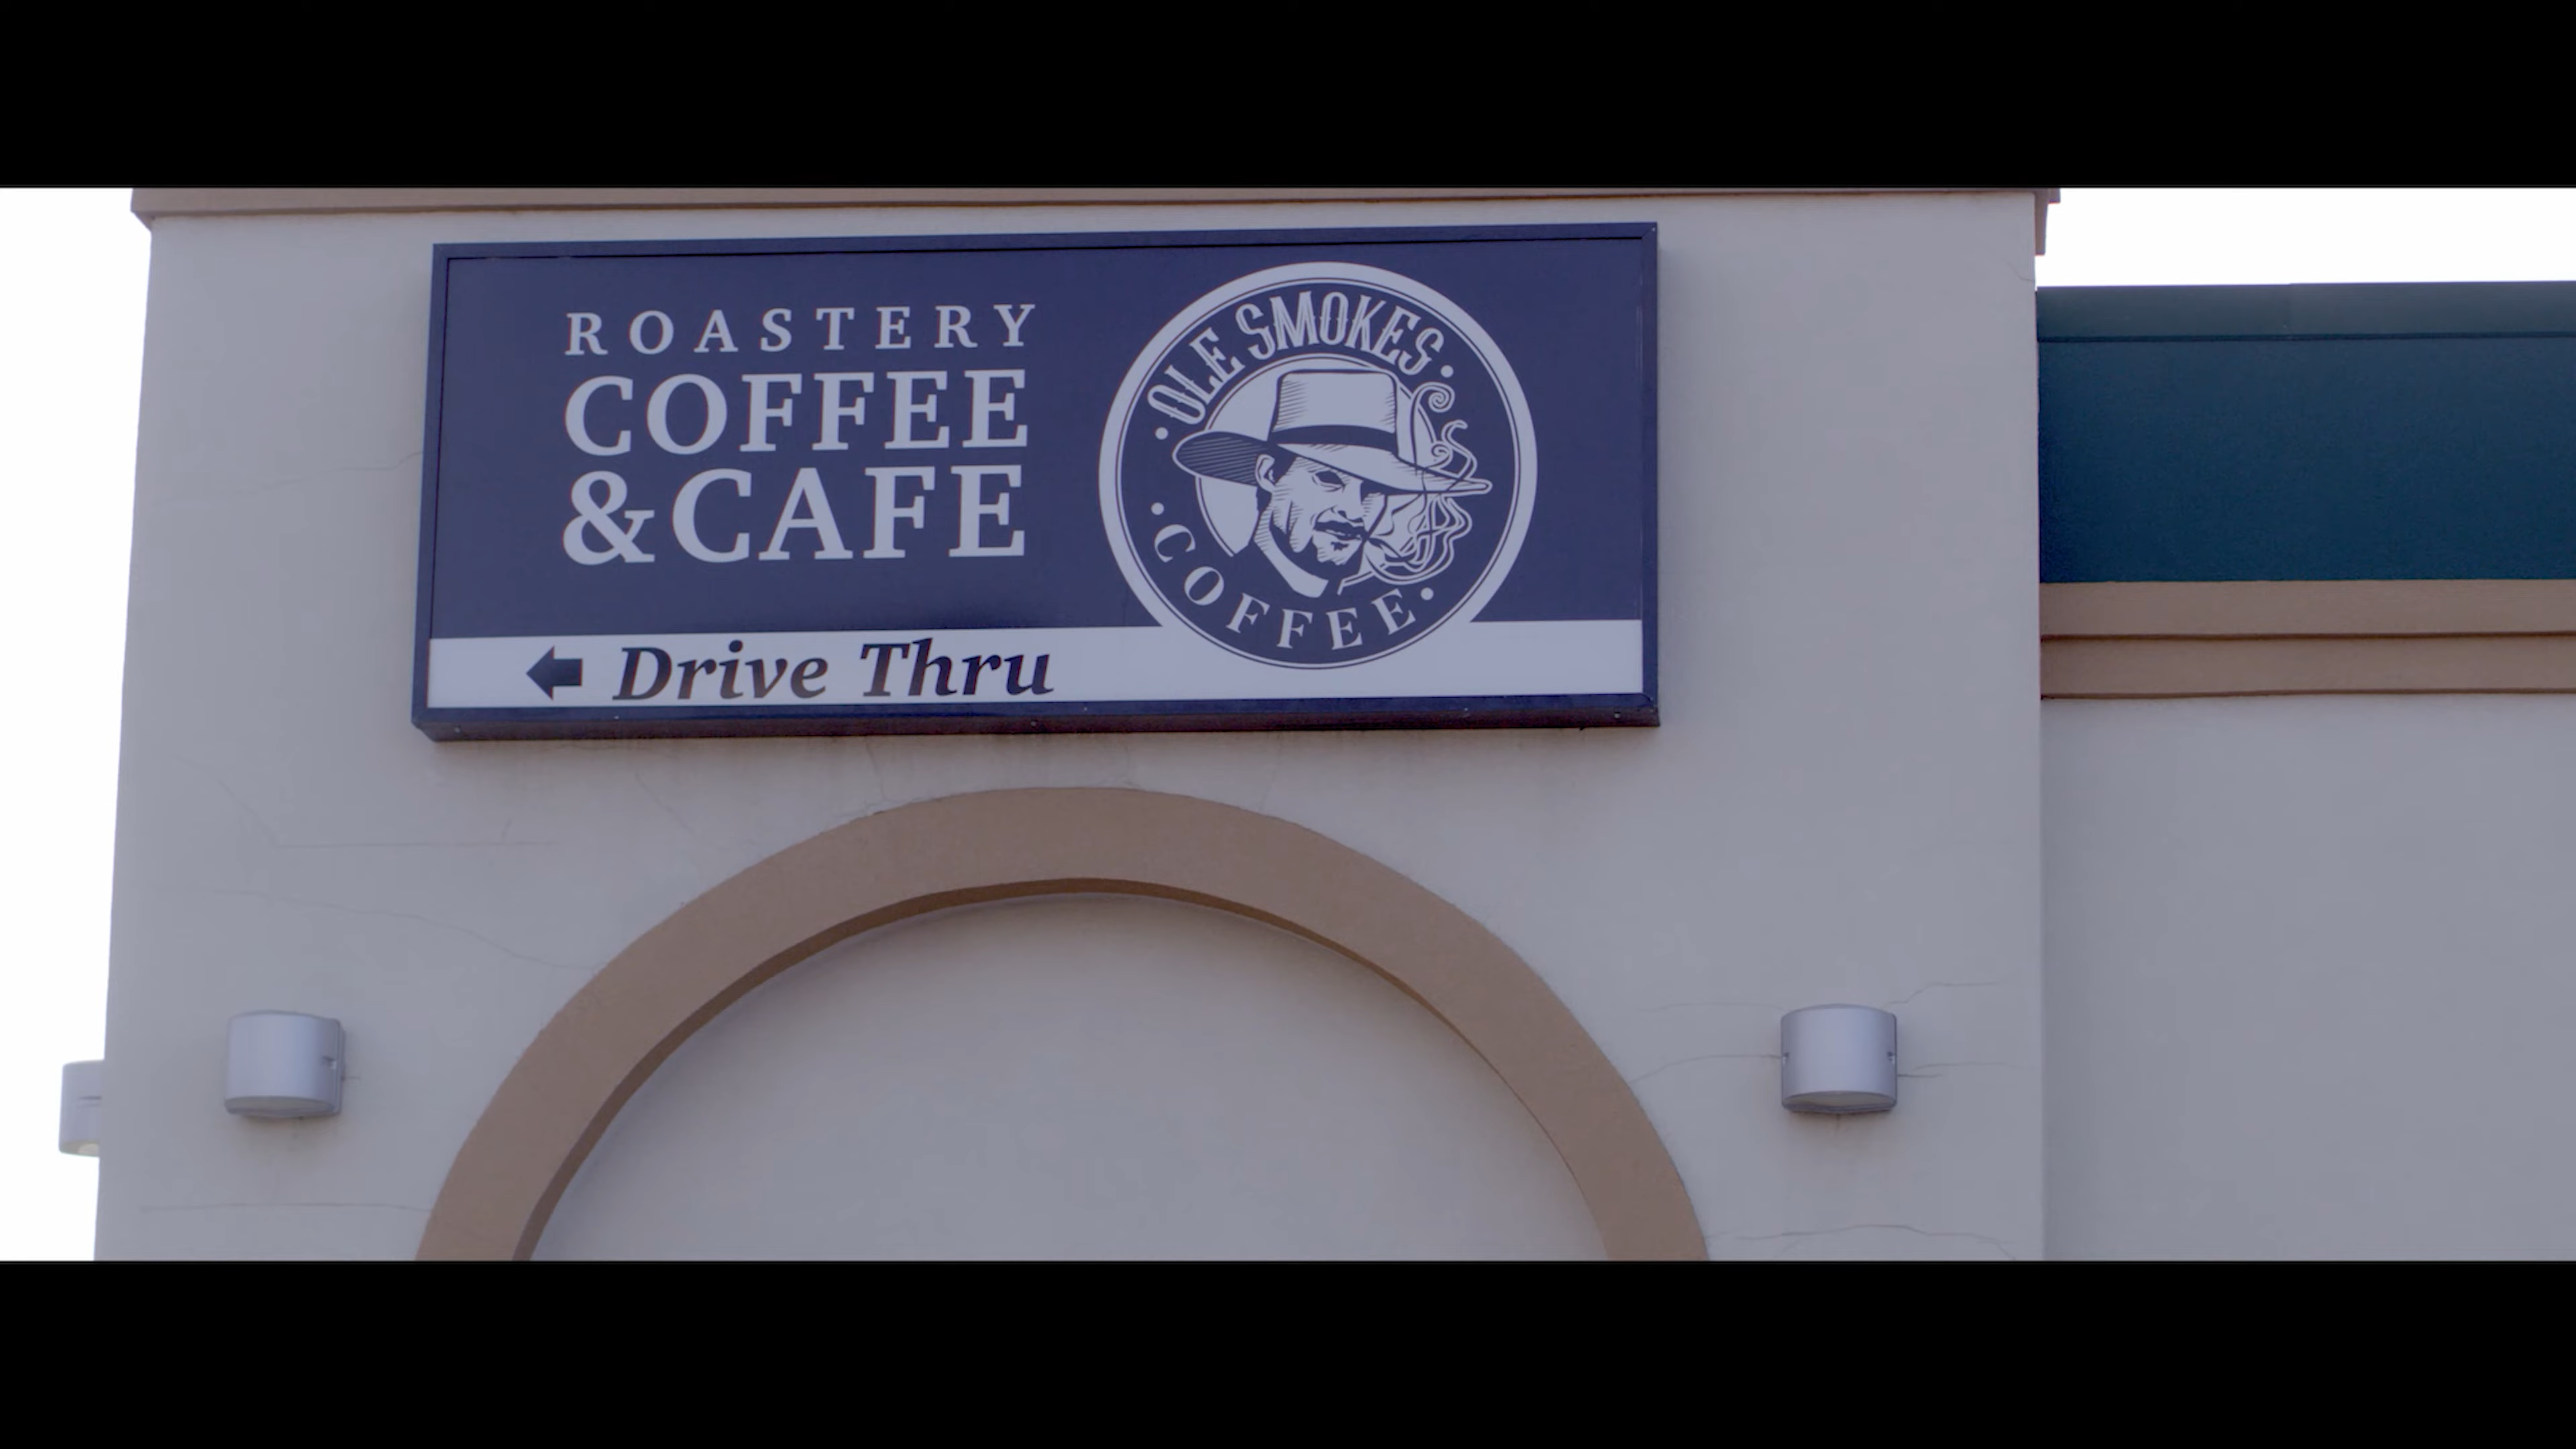 ROASTERY
COFFEE
&CAFE
OLE SMOKES
COFFEE
Drive Thru